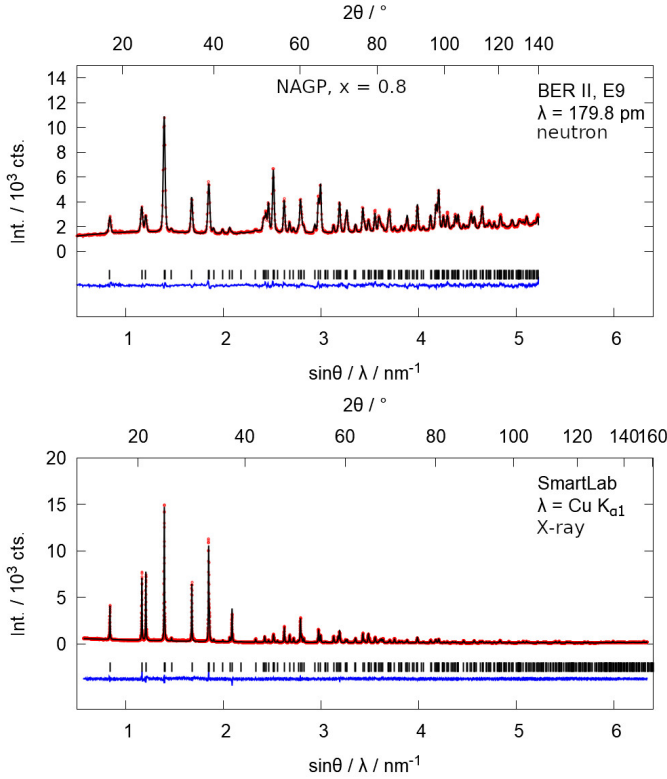 2θ / °
20 40 60 80 100 120 140
NAGP, x = 0.8
BER II, E9
λ = 179.8 pm
neutron
14
12
10
8
6
4
2
0
Int. / 10³ cts.
1 2 3 4 5 6
sinθ / λ / nm⁻¹
2θ / °
20 40 60 80 100 120 140 160
SmartLab
λ = Cu Kα1
X-ray
20
15
10
5
0
Int. / 10³ cts.
1 2 3 4 5 6
sinθ / λ / nm⁻¹